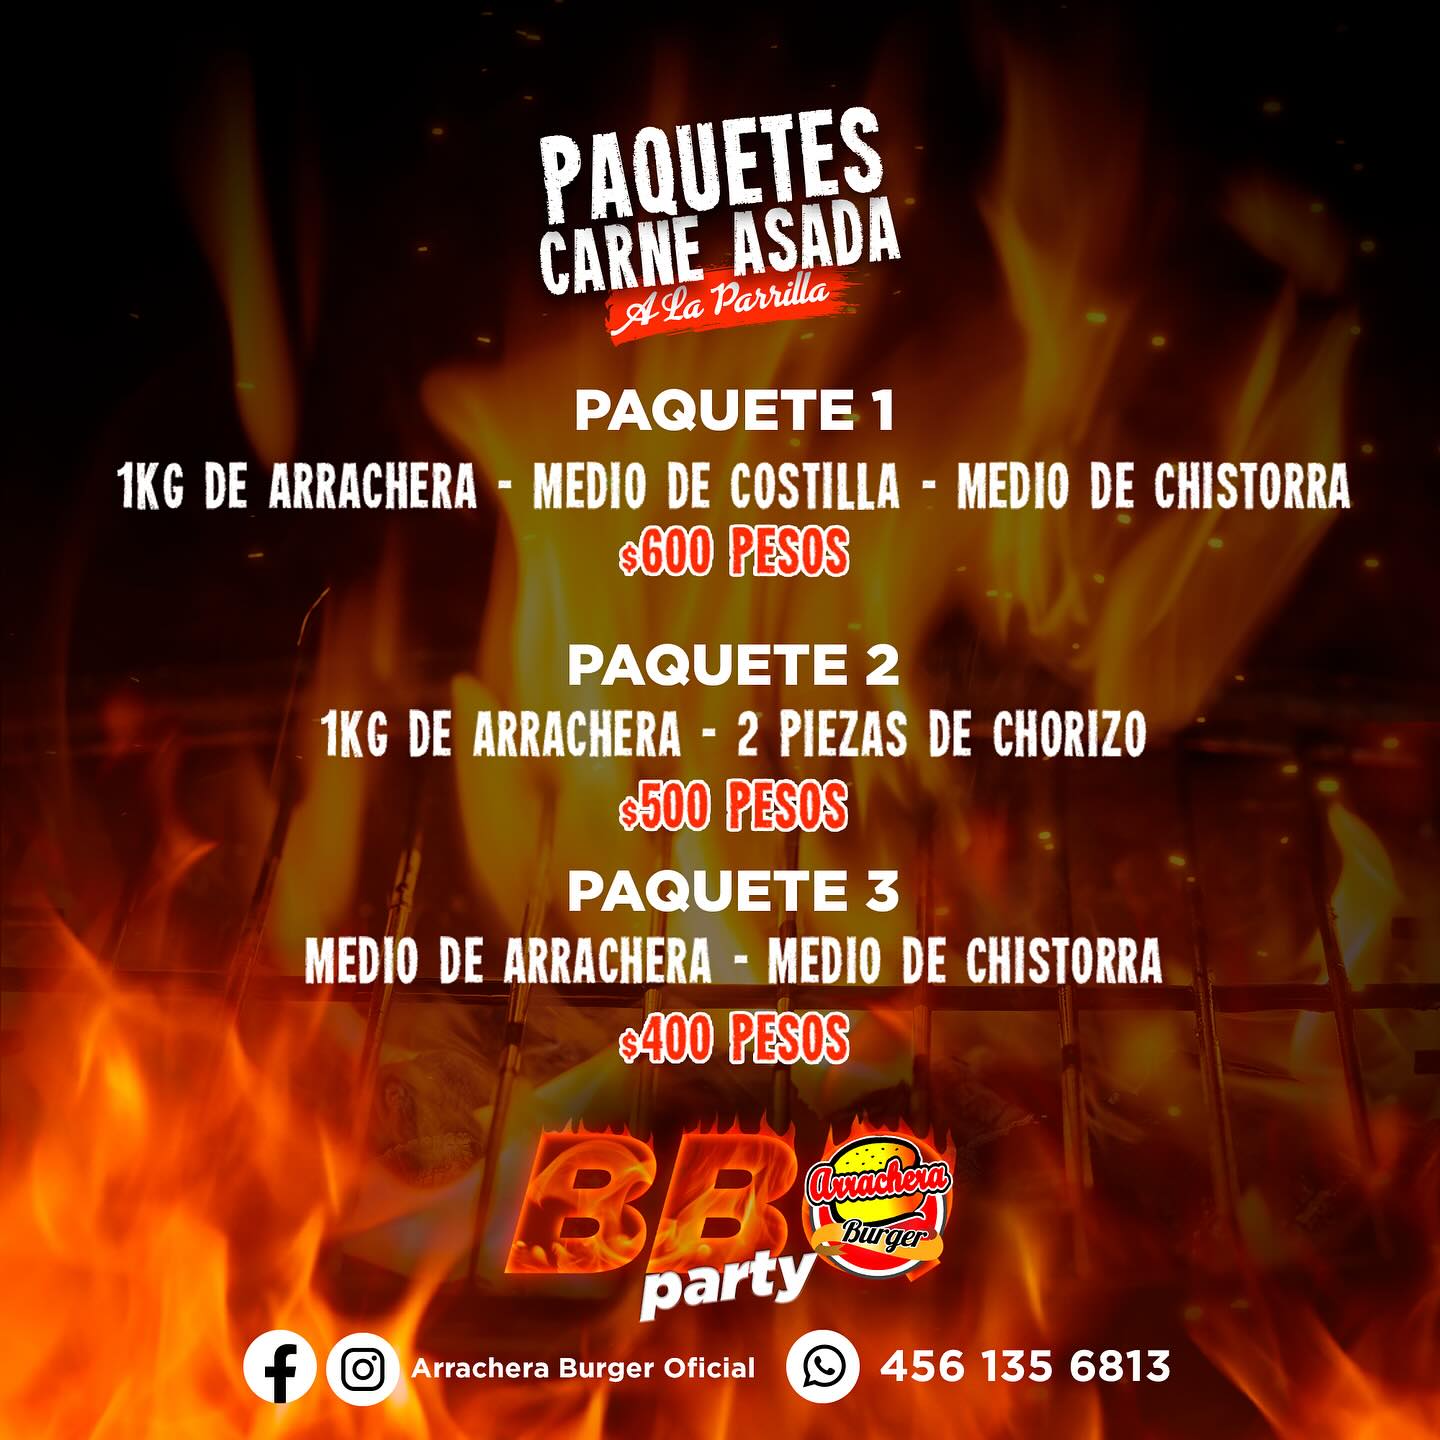 PAQUETES
CARNE ASADA
A La Parrilla
PAQUETE 1
1KG DE ARRACHERA - MEDIO DE COSTILLA - MEDIO DE CHISTORRA
$600 PESOS
PAQUETE 2
1KG DE ARRACHERA - 2 PIEZAS DE CHORIZO
$500 PESOS
PAQUETE 3
MEDIO DE ARRACHERA - MEDIO DE CHISTORRA
$400 PESOS
BBQ
Arrachera
Burger
party
Arrachera Burger Oficial 456 135 6813